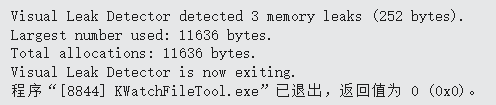 Visual Leak Detector detected 3 memory leaks (252 bytes).
Largest number used: 11636 bytes.
Total allocations: 11636 bytes.
Visual Leak Detector is now exiting.
程序“[8844] KWatchFileTool.exe”已退出，返回值为 0 (0x0)。